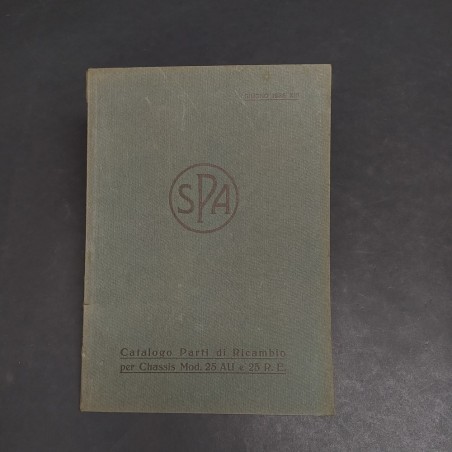 SPA
Catalogo Parti di Ricambio
per Chassis Mod. 25 AU e 25 R. E.